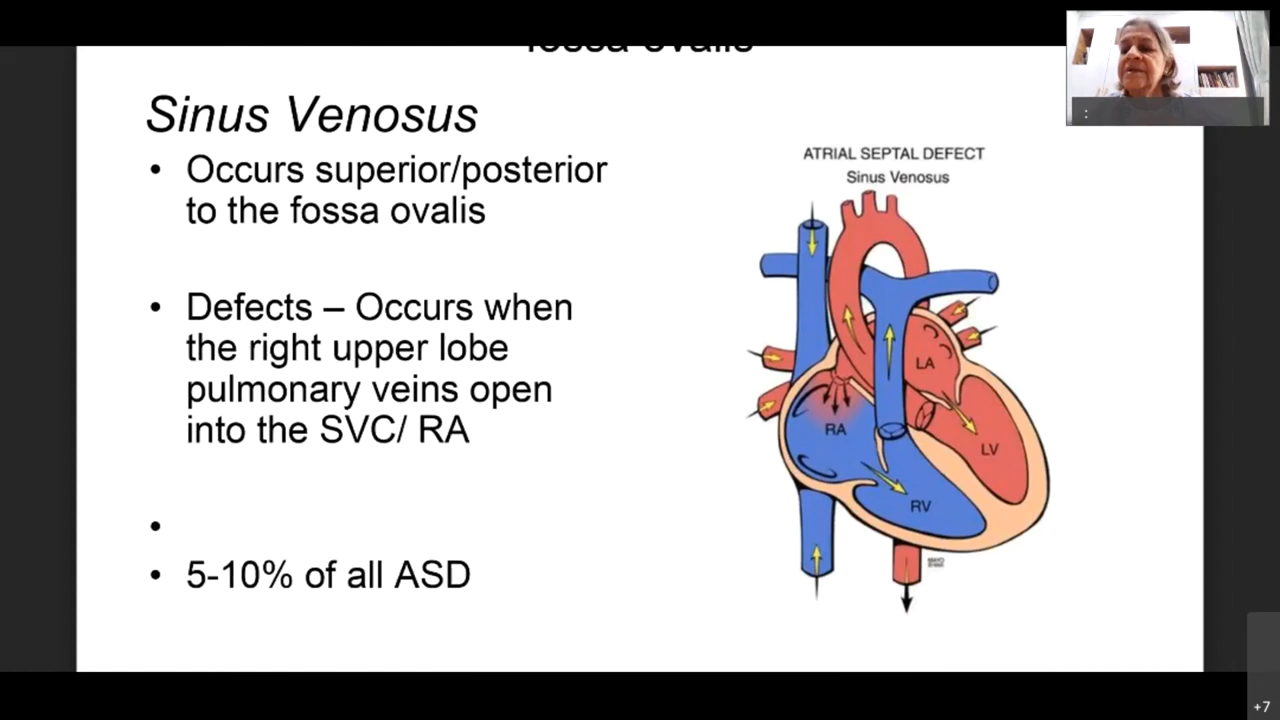 fossa ovalis
Sinus Venosus
• Occurs superior/posterior
to the fossa ovalis
• Defects – Occurs when
the right upper lobe
pulmonary veins open
into the SVC/ RA
•
• 5-10% of all ASD
ATRIAL SEPTAL DEFECT
Sinus Venosus
LA
RA
LV
RV
:
+7